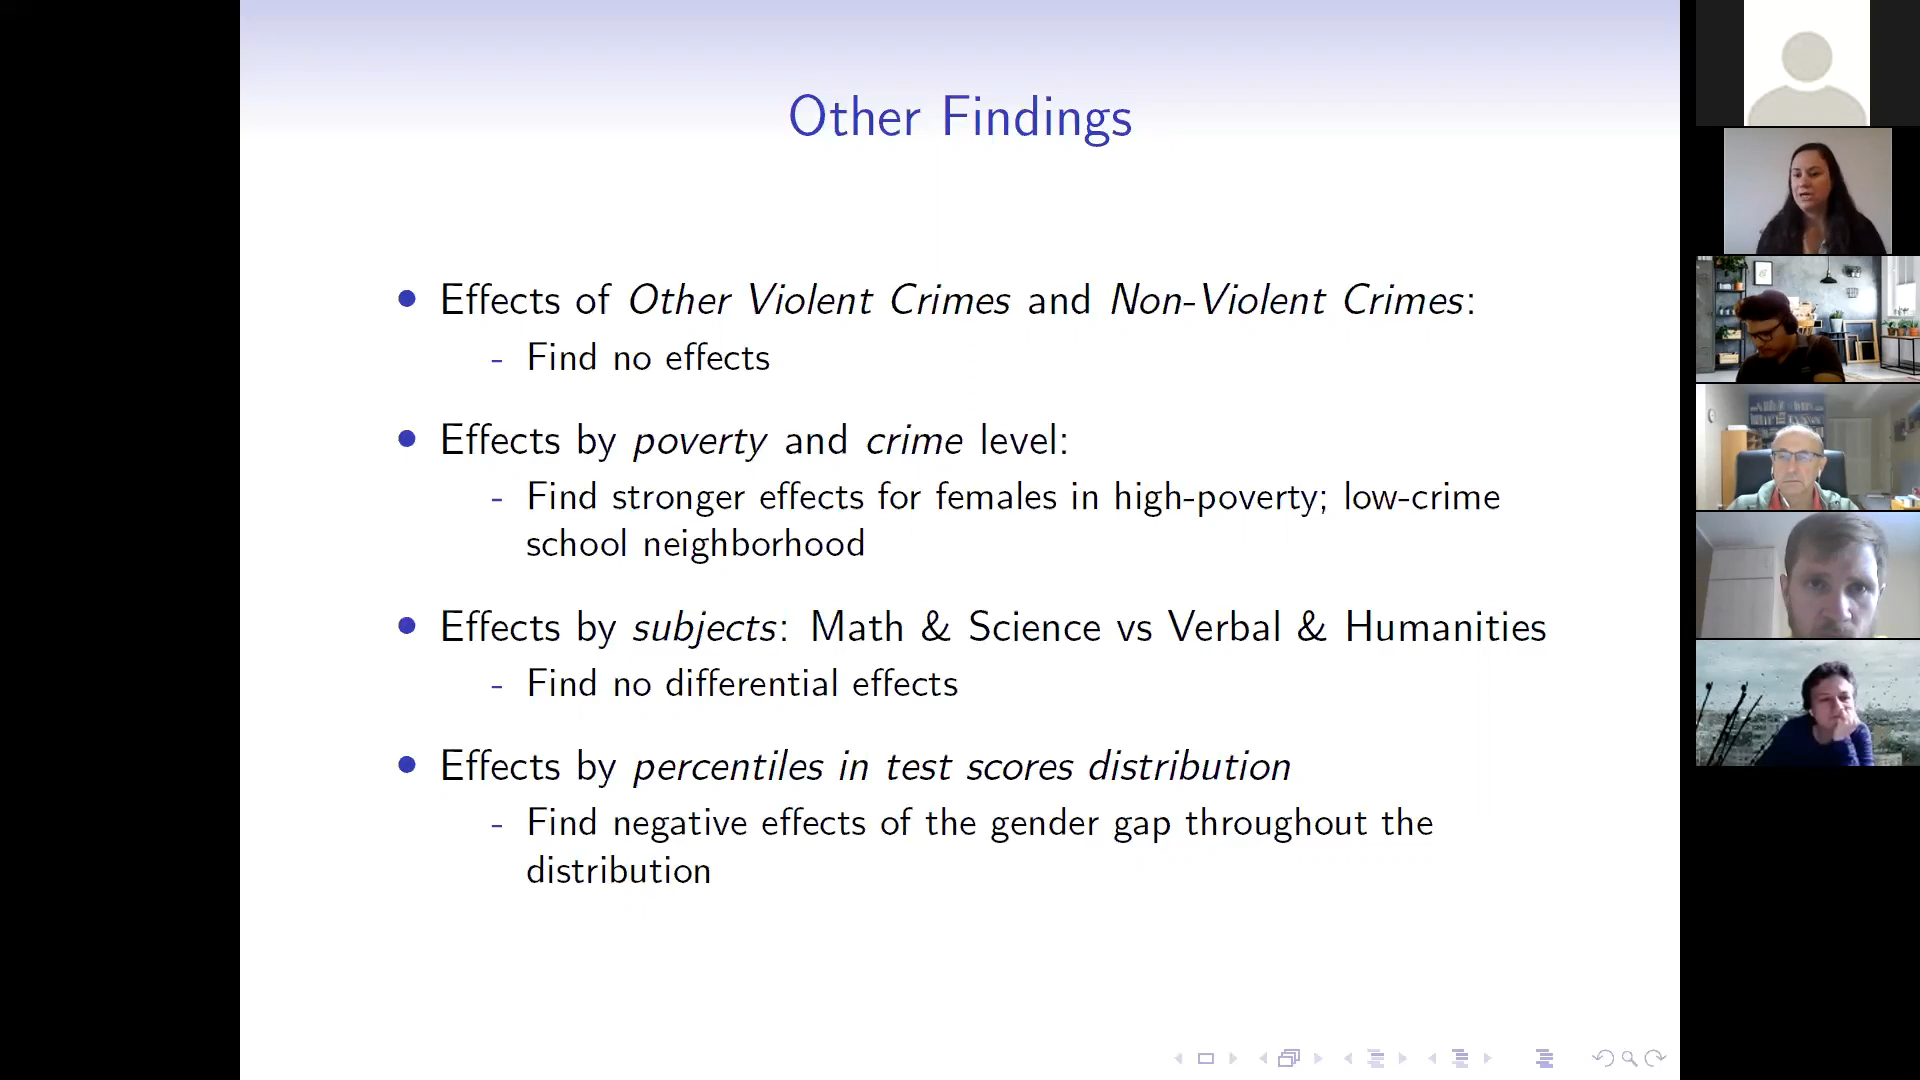 Other Findings
• Effects of Other Violent Crimes and Non-Violent Crimes:
- Find no effects
• Effects by poverty and crime level:
- Find stronger effects for females in high-poverty; low-crime
school neighborhood
• Effects by subjects: Math & Science vs Verbal & Humanities
- Find no differential effects
• Effects by percentiles in test scores distribution
- Find negative effects of the gender gap throughout the
distribution